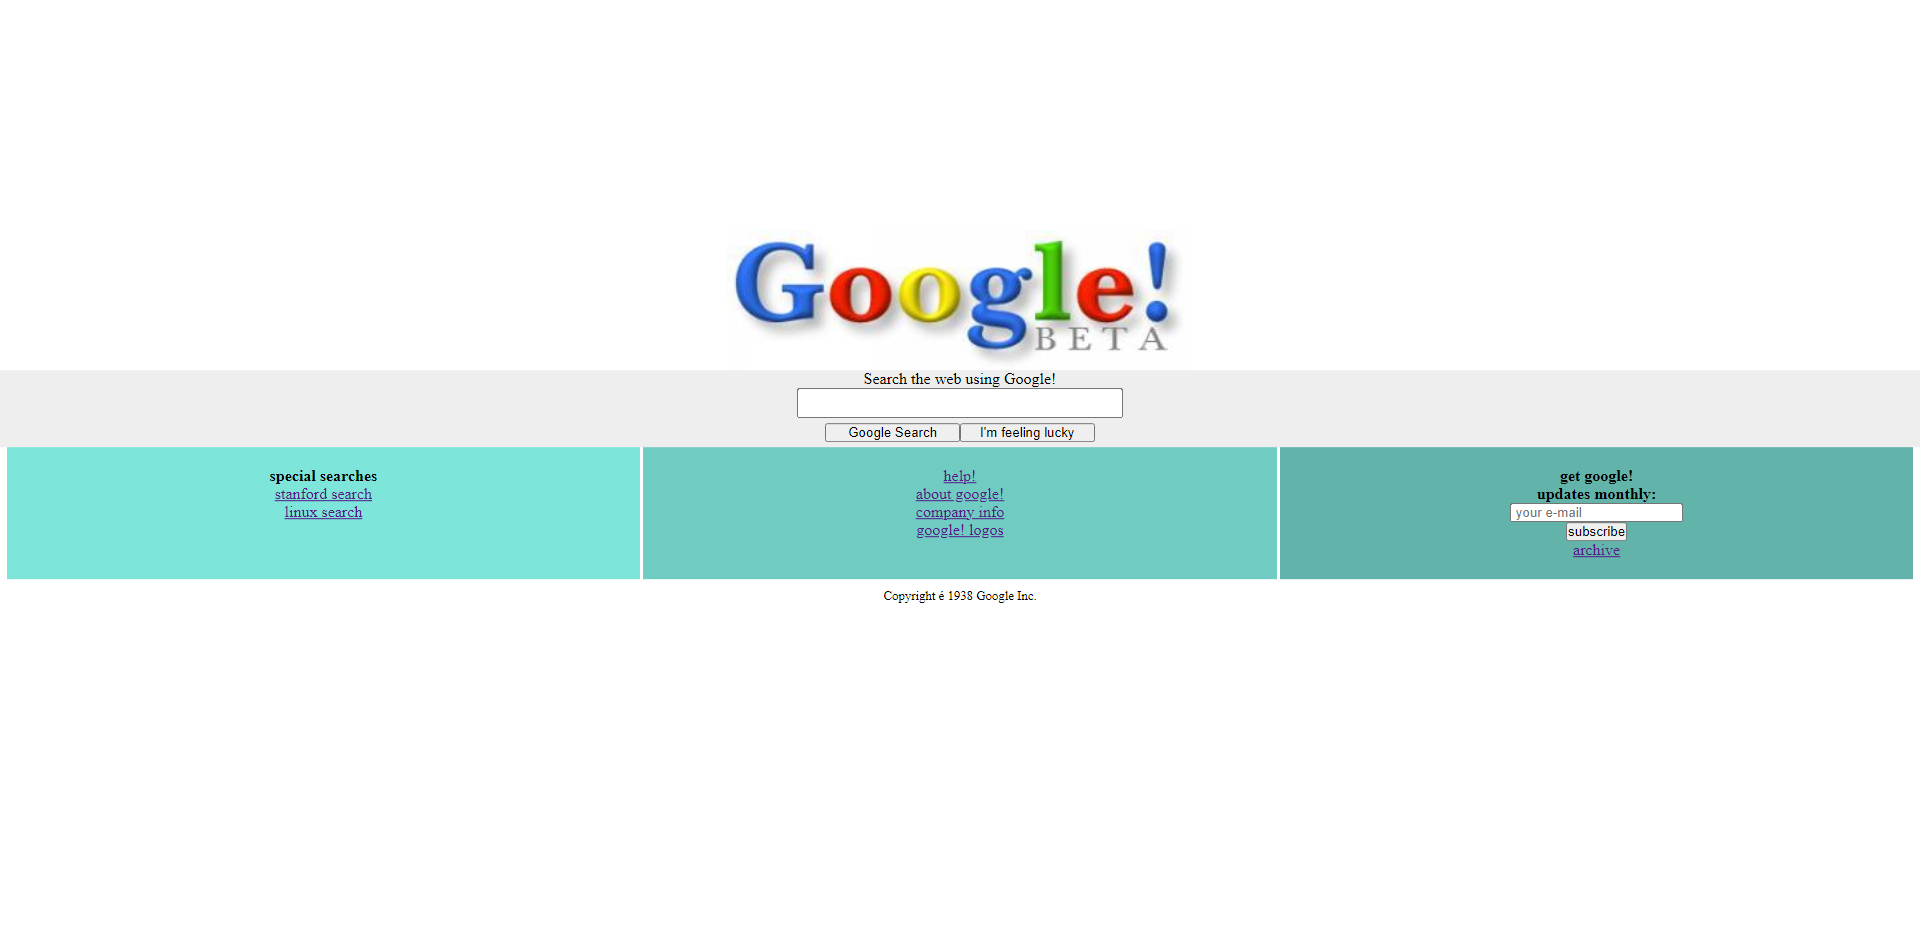 Google!
BETA
Search the web using Google!
Google Search I'm feeling lucky
special searches
stanford search
linux search
help!
about google!
company info
google! logos
get google!
updates monthly:
your e-mail
subscribe
archive
Copyright é 1938 Google Inc.